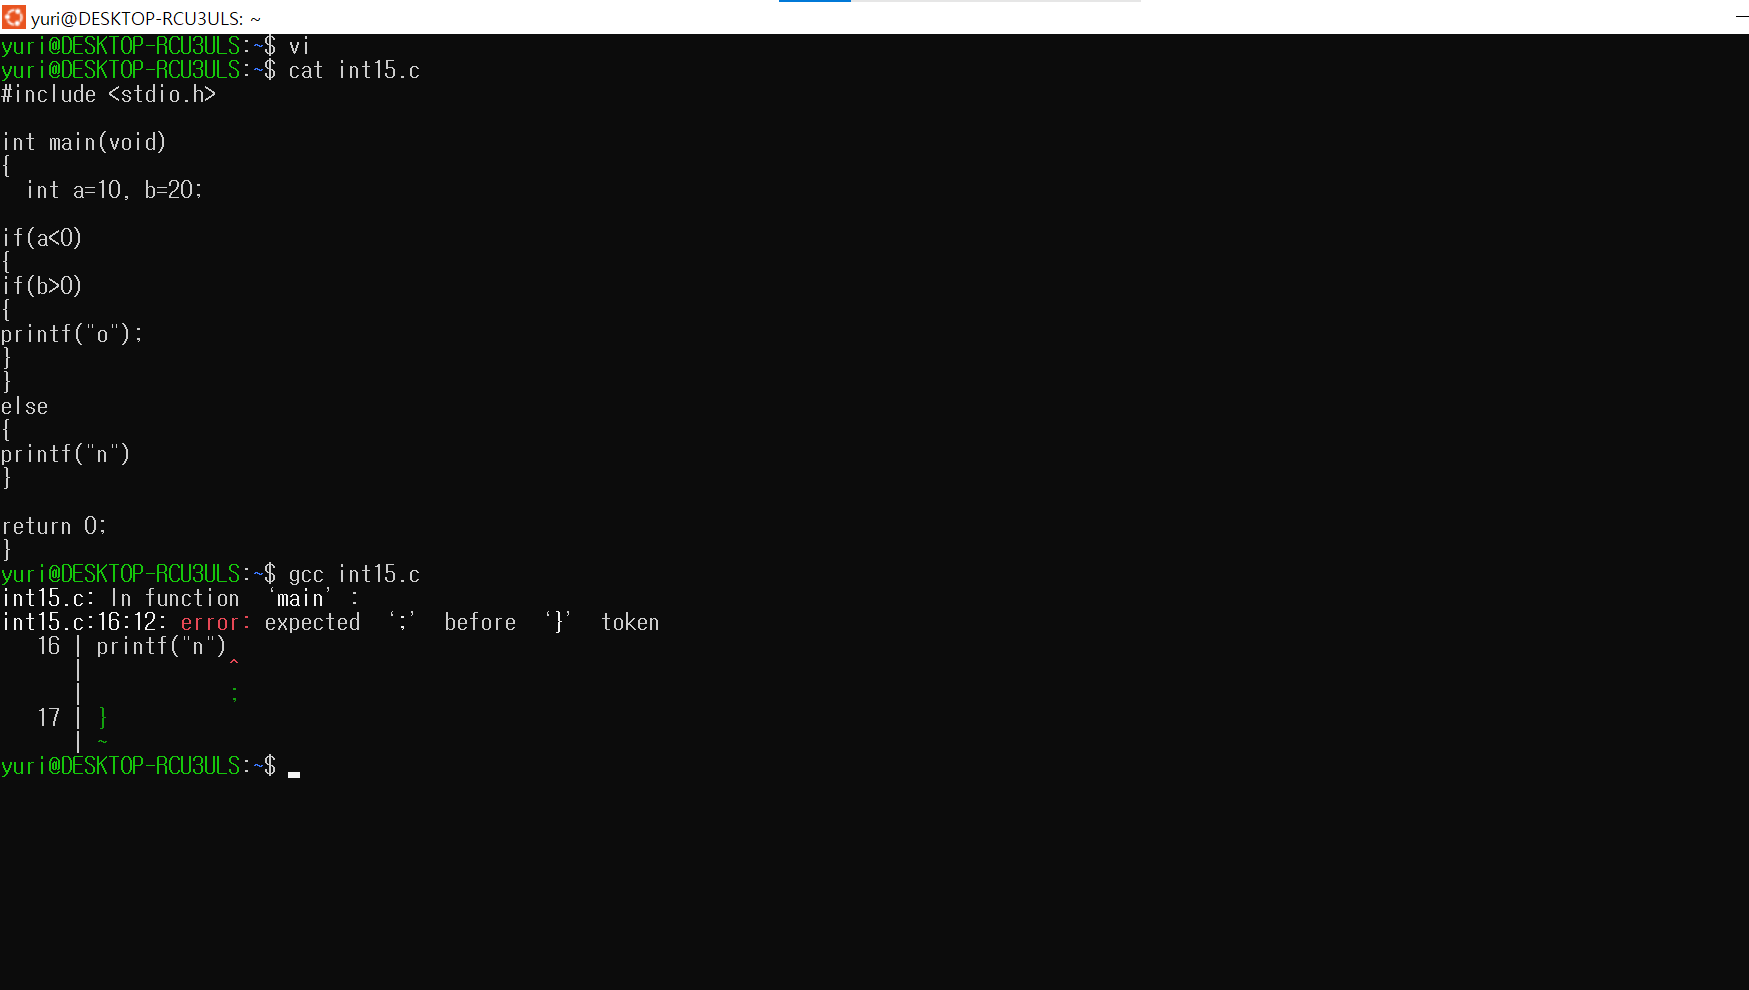 yuri@DESKTOP-RCU3ULS: ~
yuri@DESKTOP-RCU3ULS:~$ vi
yuri@DESKTOP-RCU3ULS:~$ cat int15.c
#include <stdio.h>
int main(void)
{
  int a=10, b=20;
if(a<0)
{
if(b>0)
{
printf("o");
}
}
else
{
printf("n")
}
return 0;
}
yuri@DESKTOP-RCU3ULS:~$ gcc int15.c
int15.c: In function ‘main’:
int15.c:16:12: error: expected ‘;’ before ‘}’ token
   16 | printf("n")
      |            ^
      |            ;
   17 | }
      | ~
yuri@DESKTOP-RCU3ULS:~$